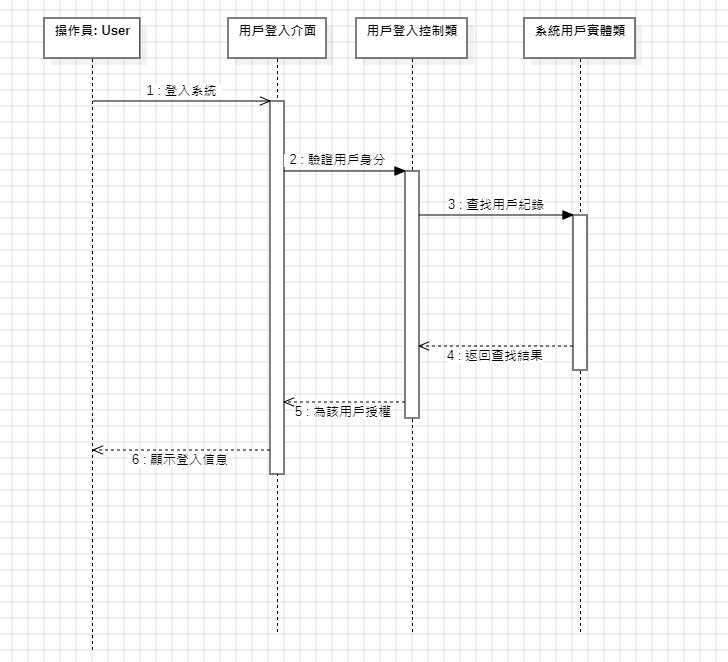 操作員: User
用戶登入介面
用戶登入控制類
系統用戶實體類
1 : 登入系統
2 : 驗證用戶身分
3 : 查找用戶紀錄
4 : 返回查找結果
5 : 為該用戶授權
6 : 顯示登入信息